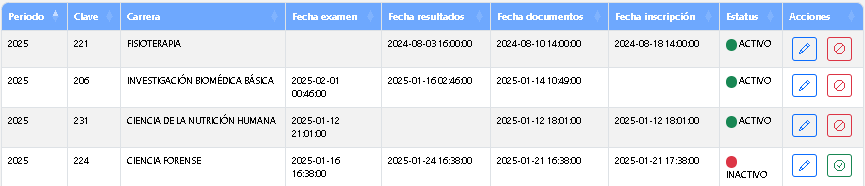 Periodo Clave Carrera Fecha examen Fecha resultados Fecha documentos Fecha inscripción Estatus Acciones
2025 221 FISIOTERAPIA 2024-08-03 16:00:00 2024-08-10 14:00:00 2024-08-18 14:00:00 ACTIVO
2025 206 INVESTIGACIÓN BIOMÉDICA BÁSICA 2025-02-01 2025-01-16 02:46:00 2025-01-14 10:49:00 ACTIVO
00:46:00
2025 231 CIENCIA DE LA NUTRICIÓN HUMANA 2025-01-12 2025-01-12 18:01:00 2025-01-12 18:01:00 ACTIVO
21:01:00
2025 224 CIENCIA FORENSE 2025-01-16 2025-01-24 16:38:00 2025-01-21 16:38:00 2025-01-21 17:38:00
16:38:00 INACTIVO